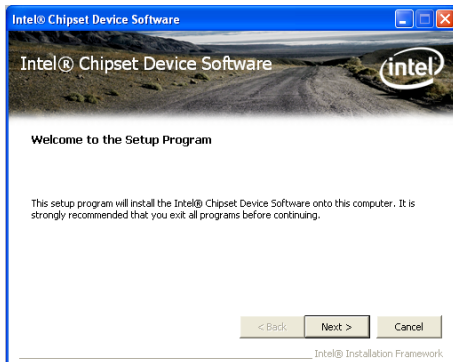 Intel® Chipset Device Software
Intel® Chipset Device Software
intel
Welcome to the Setup Program
This setup program will install the Intel® Chipset Device Software onto this computer. It is
strongly recommended that you exit all programs before continuing.
< Back
Next >
Cancel
Intel® Installation Framework